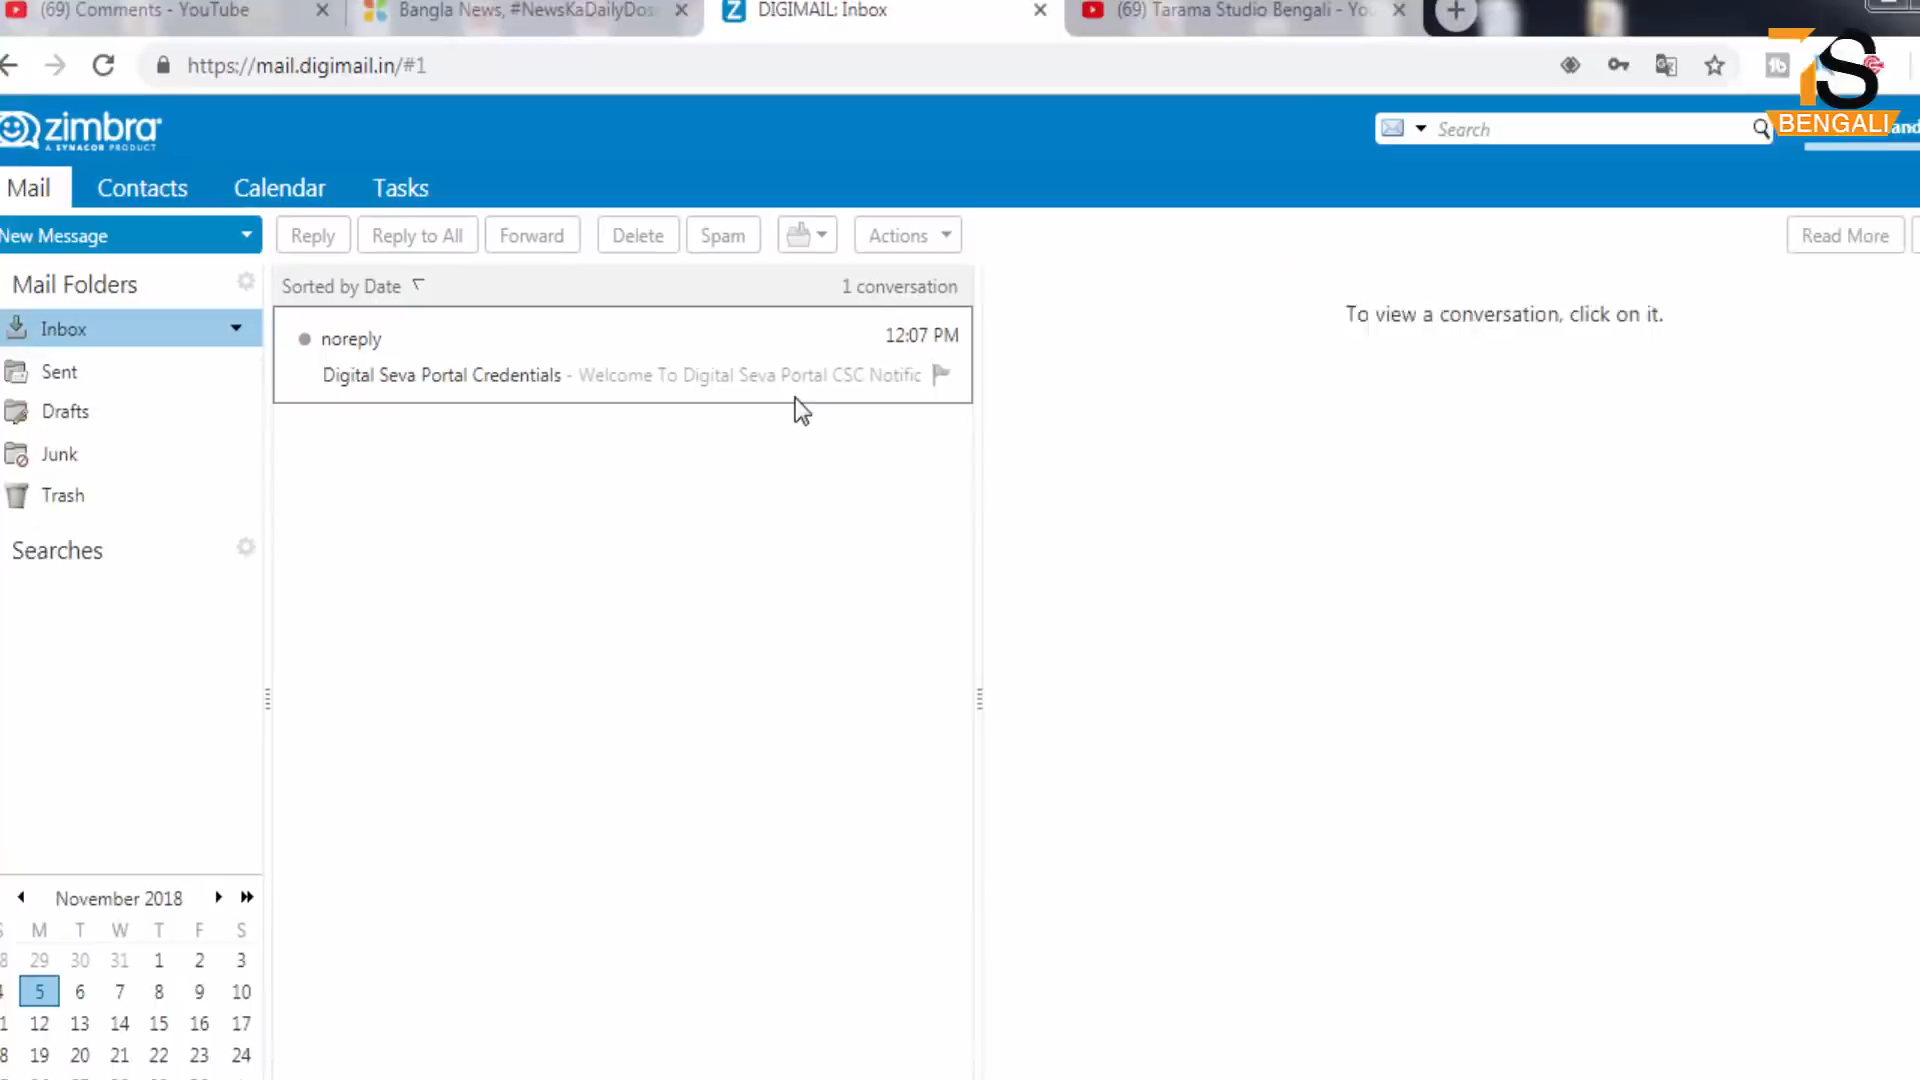 (69) Comments - YouTube
Bangla News, #NewsKaDailyDos
DIGIMAIL: Inbox
(69) Tarama Studio Bengali - Yo
https://mail.digimail.in/#1
TS
BENGALI
zimbra
A SYNACOR PRODUCT
Search
Mail Contacts Calendar Tasks
New Message
Reply Reply to All Forward Delete Spam Actions Read More
Mail Folders
Sorted by Date 1 conversation
Inbox
noreply 12:07 PM
Digital Seva Portal Credentials - Welcome To Digital Seva Portal CSC Notific
To view a conversation, click on it.
Sent
Drafts
Junk
Trash
Searches
November 2018
S M T W T F S
29 30 31 1 2 3
5 6 7 8 9 10
12 13 14 15 16 17
19 20 21 22 23 24